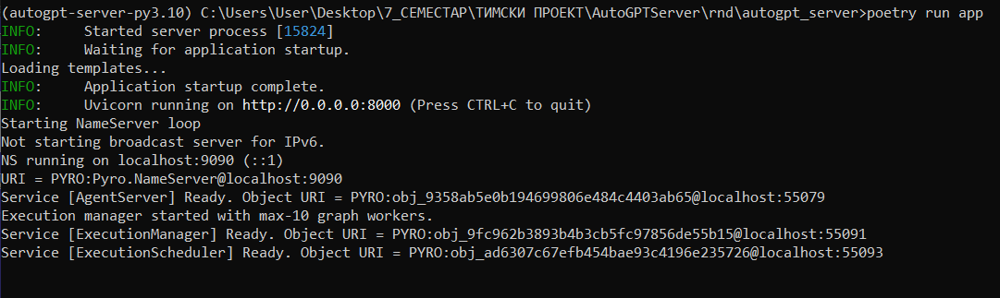 (autogpt-server-py3.10) C:\Users\User\Desktop\7_СЕМЕСТАР\ТИМСКИ ПРОЕКТ\AutoGPTServer\rnd\autogpt_server>poetry run app
INFO:     Started server process [15824]
INFO:     Waiting for application startup.
Loading templates...
INFO:     Application startup complete.
INFO:     Uvicorn running on http://0.0.0.0:8000 (Press CTRL+C to quit)
Starting NameServer loop
Not starting broadcast server for IPv6.
NS running on localhost:9090 (::1)
URI = PYRO:Pyro.NameServer@localhost:9090
Service [AgentServer] Ready. Object URI = PYRO:obj_9358ab5e0b194699806e484c4403ab65@localhost:55079
Execution manager started with max-10 graph workers.
Service [ExecutionManager] Ready. Object URI = PYRO:obj_9fc962b3893b4b3cb5fc97856de55b15@localhost:55091
Service [ExecutionScheduler] Ready. Object URI = PYRO:obj_ad6307c67efb454bae93c4196e235726@localhost:55093